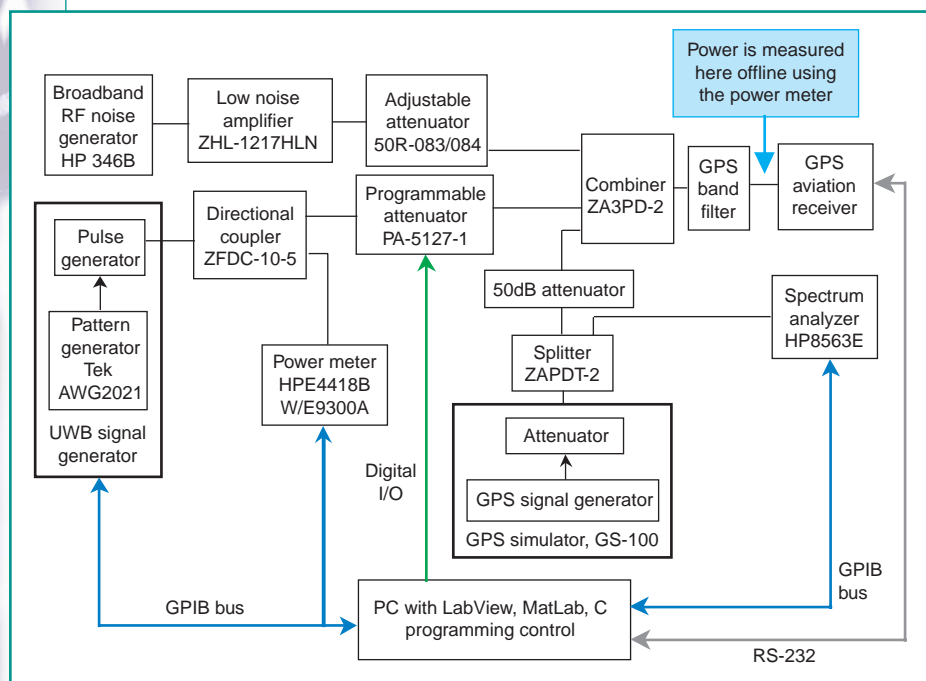 Power is measured
here offline using
the power meter
Broadband
RF noise
generator
HP 346B
Low noise
amplifier
ZHL-1217HLN
Adjustable
attenuator
50R-083/084
Combiner
ZA3PD-2
GPS
band
filter
GPS
aviation
receiver
Pulse
generator
Directional
coupler
ZFDC-10-5
Programmable
attenuator
PA-5127-1
50dB attenuator
Spectrum
analyzer
HP8563E
Pattern
generator
Tek
AWG2021
UWB signal
generator
Power meter
HPE4418B
W/E9300A
Splitter
ZAPDT-2
Attenuator
GPS signal generator
GPS simulator, GS-100
Digital
I/O
GPIB bus
PC with LabView, MatLab, C
programming control
GPIB
bus
RS-232